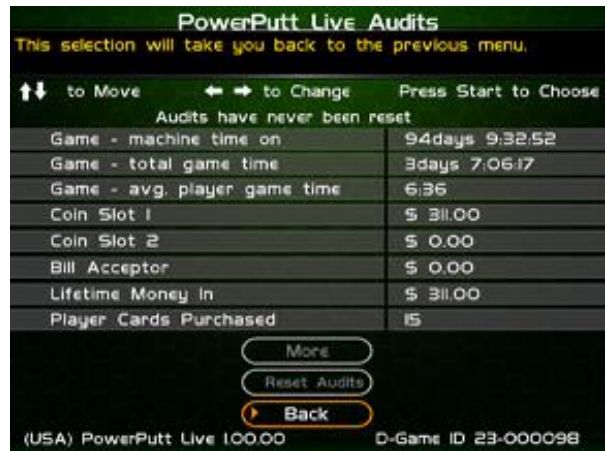 PowerPutt Live Audits
This selection will take you back to the previous menu.
to Move to Change Press Start to Choose
Audits have never been reset
Game - machine time on 94days 9:32:52
Game - total game time 3days 7:06:17
Game - avg. player game time 6:36
Coin Slot 1 $ 311.00
Coin Slot 2 $ 0.00
Bill Acceptor $ 0.00
Lifetime Money In $ 311.00
Player Cards Purchased 15
More
Reset Audits
Back
(USA) PowerPutt Live 1.00.00 D-Game ID 23-000098